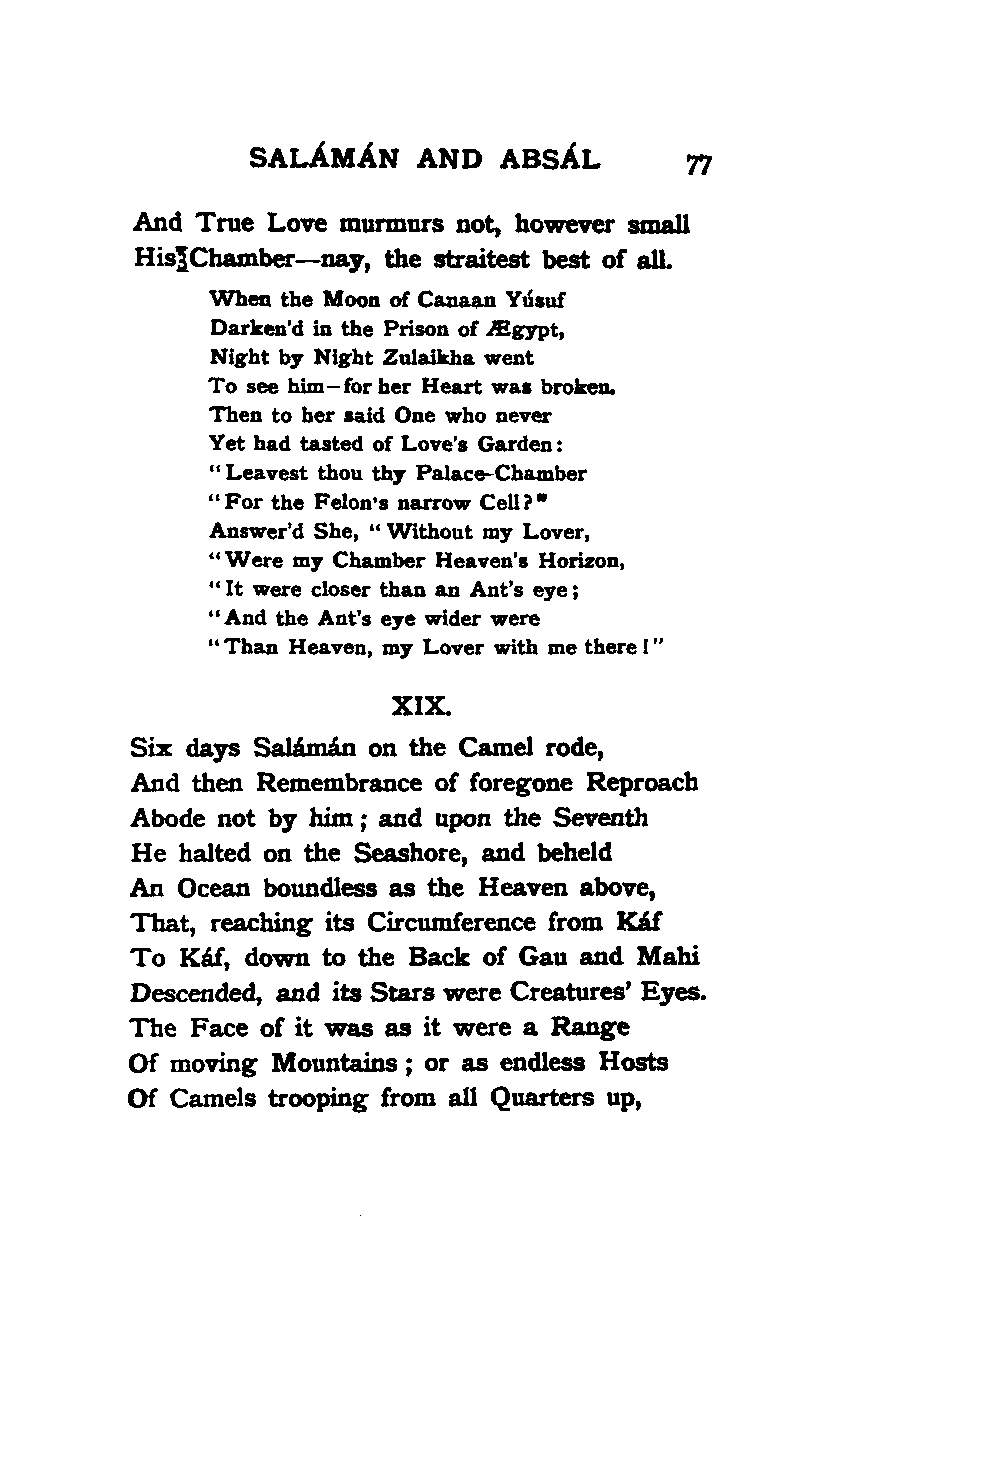 SALÁMÁN AND ABSÁL 77
And True Love murmurs not, however small
His Chamber—nay, the straitest best of all.
When the Moon of Canaan Yúsuf
Darken'd in the Prison of Ægypt,
Night by Night Zulaikha went
To see him—for her Heart was broken.
Then to her said One who never
Yet had tasted of Love's Garden:
"Leavest thou thy Palace-Chamber
"For the Felon's narrow Cell?"
Answer'd She, "Without my Lover,
"Were my Chamber Heaven's Horizon,
"It were closer than an Ant's eye;
"And the Ant's eye wider were
"Than Heaven, my Lover with me there!"
XIX.
Six days Salámán on the Camel rode,
And then Remembrance of foregone Reproach
Abode not by him; and upon the Seventh
He halted on the Seashore, and beheld
An Ocean boundless as the Heaven above,
That, reaching its Circumference from Káf
To Káf, down to the Back of Gau and Mahi
Descended, and its Stars were Creatures' Eyes.
The Face of it was as it were a Range
Of moving Mountains; or as endless Hosts
Of Camels trooping from all Quarters up,